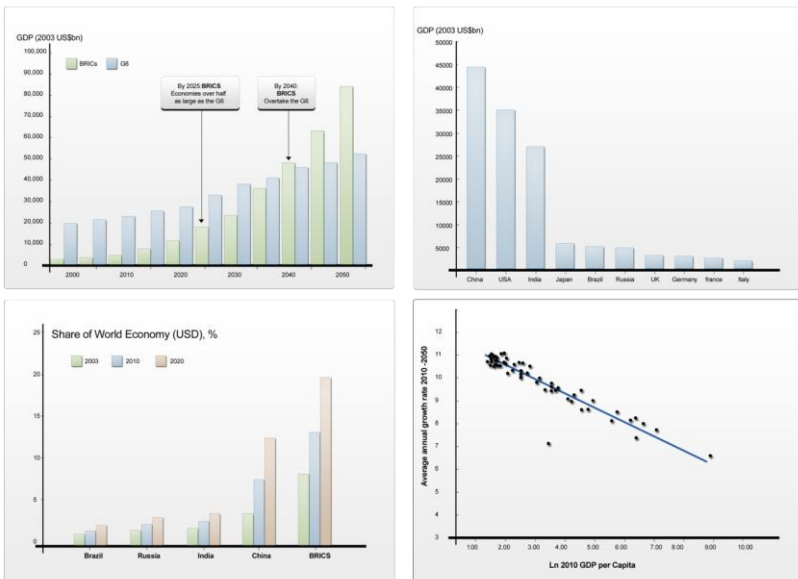 GDP (2003 US$bn)
100,000
90,000
80,000
70,000
60,000
50,000
40,000
30,000
20,000
10,000
0
BRICs
G6
By 2025:BRICS
Economies over half
as large as the G6
By 2040:
BRICS
Overtake the G6
2000
2010
2020
2030
2040
2050
GDP (2003 US$bn)
50000
45000
40000
35000
30000
25000
20000
15000
10000
5000
China
USA
India
Japan
Brazil
Russia
UK
Germany
france
Italy
Share of World Economy (USD), %
2003
2010
2020
25
20
15
10
5
0
Brazil
Russia
India
China
BRICS
Average annual growth rate 2010 -2050
12
11
10
9
8
7
6
5
4
3
1:00
2.00
3.00
4.00
5.00
6.00
7.00
8.00
9.00
10.00
Ln 2010 GDP per Capita